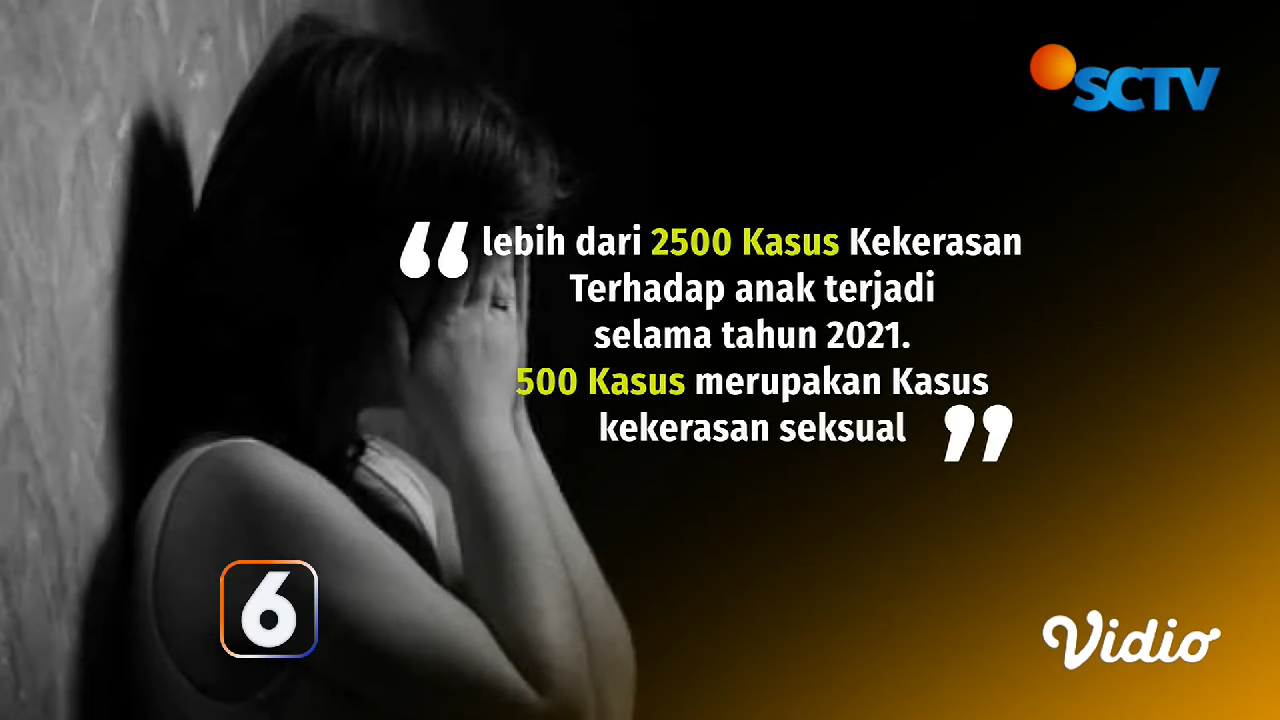 SCTV
“ lebih dari 2500 Kasus Kekerasan
Terhadap anak terjadi
selama tahun 2021.
500 Kasus merupakan Kasus
kekerasan seksual ”
6
Vidio